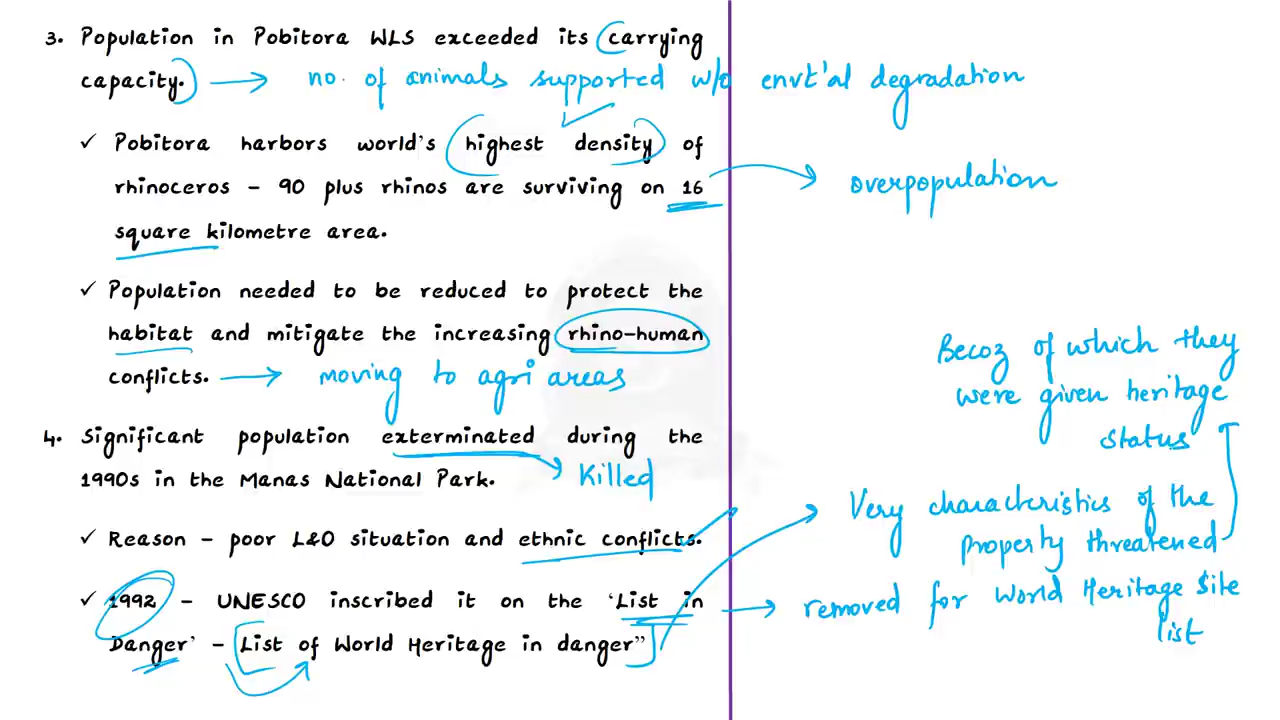 3. Population in Pobitora WLS exceeded its carrying
capacity. → no. of animals supported w/o envt'al degradation
✓ Pobitora harbors world's highest density of
rhinoceros – 90 plus rhinos are surviving on 16
overpopulation
square kilometre area.
✓ Population needed to be reduced to protect the
habitat and mitigate the increasing rhino-human
conflicts. → moving to agri areas
Becoz of which they
were given heritage
status
4. Significant population exterminated during the
1990s in the Manas National Park.
Killed
✓ Reason – poor L&O situation and ethnic conflicts.
Very characteristics of the
property threatened
✓ 1992 – UNESCO inscribed it on the 'List in
Danger' – List of World Heritage in danger"
removed for World Heritage Site
list